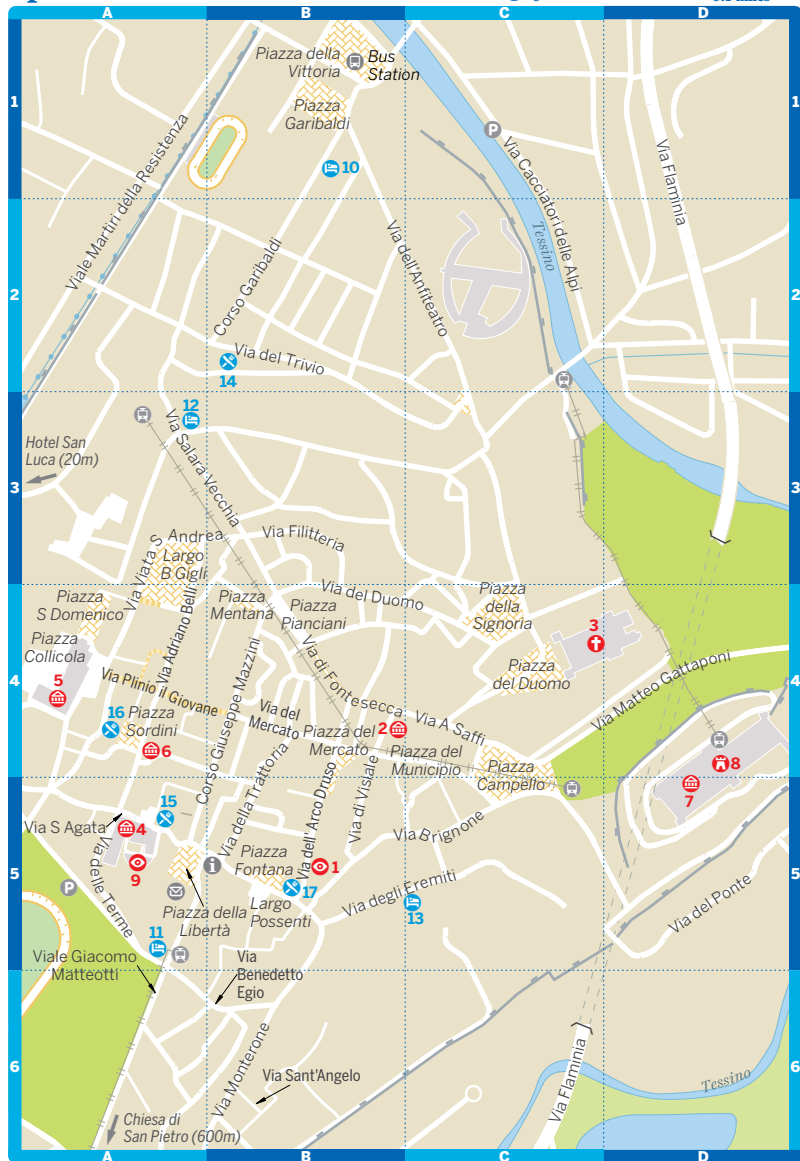 A
B
C
D
1
Piazza della
Vittoria
Bus
Station
Piazza
Garibaldi
10
Viale Martiri della Resistenza
Via Cacciatori delle Alpi
Via Flaminia
1
2
Corso Garibaldi
Via dell'Anfiteatro
Tessino
2
Via del Trivio
14
12
3
Hotel San
Luca (20m)
Via Salara Vecchia
3
Via Filitteria
Via Viata S Andrea
Largo
B Gigli
Piazza
S Domenico
Via Adriano Belli
Piazza
Mentana
Piazza
Pianciani
Via del Duomo
Piazza
della
Signoria
3
Piazza
Collicola
5
4
Via Plinio il Giovane
Corso Giuseppe Mazzini
Via di Fontesecca
Piazza
del Duomo
Via Matteo Gattaponi
4
16
Piazza
Sordini
6
Via del
Mercato
Piazza del
Mercato
2
Via A Saffi
Piazza del
Municipio
Piazza
Campello
8
7
Via S Agata
4
15
Via della Trattoria
Via dell' Arco Druso
Via di Visiale
Via Brignone
5
Via delle Terme
9
Piazza
Fontana
1
17
Largo
Possenti
Via degli Eremiti
13
Via del Ponte
5
P
P
i
Piazza della
Libertà
11
Viale Giacomo
Matteotti
Via
Benedetto
Egio
6
Via Monterone
Via Sant'Angelo
Via Flaminia
Tessino
6
Chiesa di
San Pietro (600m)
A
B
C
D